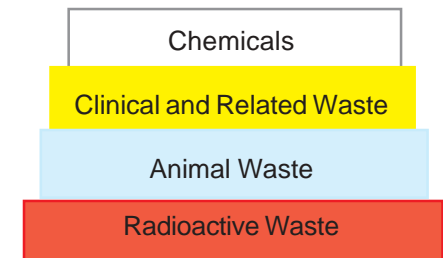 Chemicals
Clinical and Related Waste
Animal Waste
Radioactive Waste